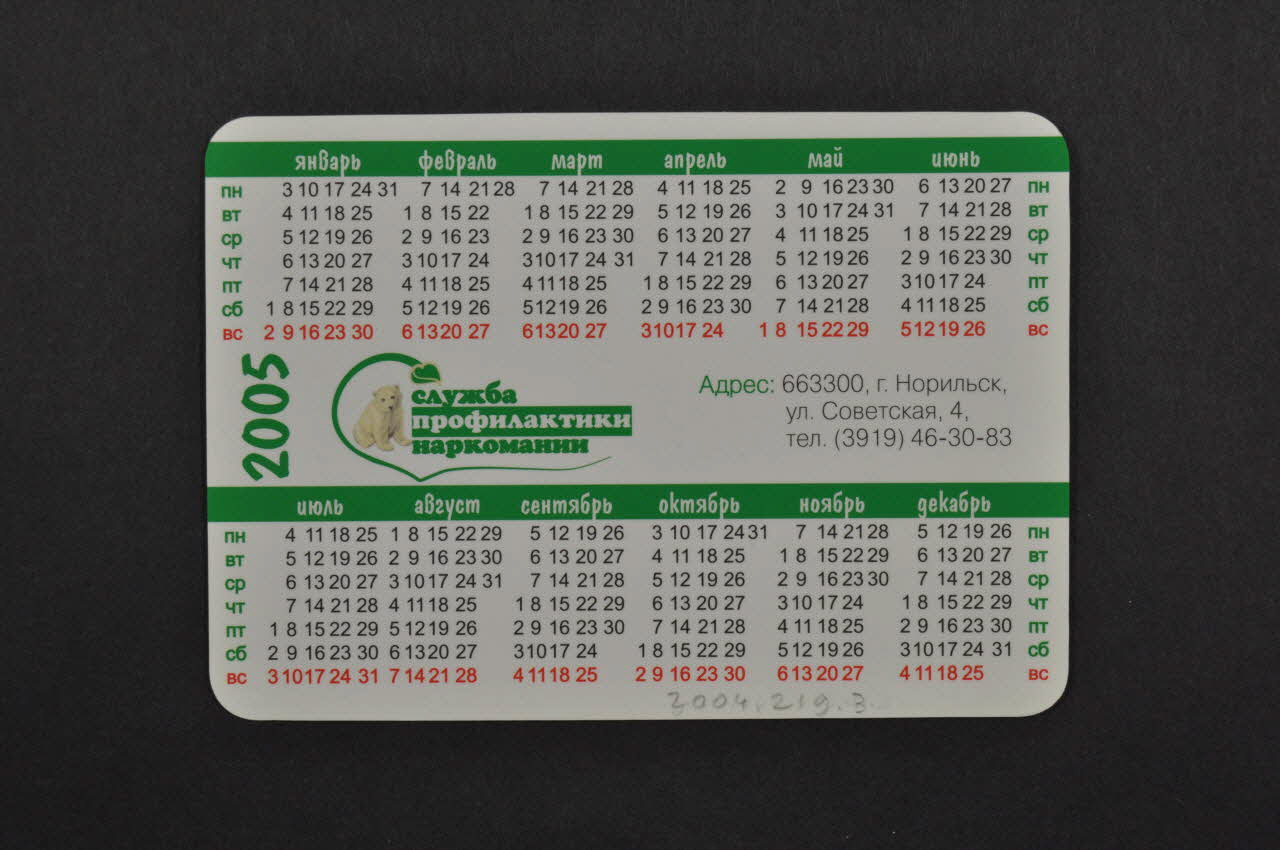 январь февраль март апрель май июнь
пн 3 10 17 24 31 7 14 21 28 7 14 21 28 4 11 18 25 2 9 16 23 30 6 13 20 27 пн
вт 4 11 18 25 1 8 15 22 1 8 15 22 29 5 12 19 26 3 10 17 24 31 7 14 21 28 вт
ср 5 12 19 26 2 9 16 23 2 9 16 23 30 6 13 20 27 4 11 18 25 1 8 15 22 29 ср
чт 6 13 20 27 3 10 17 24 3 10 17 24 31 7 14 21 28 5 12 19 26 2 9 16 23 30 чт
пт 7 14 21 28 4 11 18 25 4 11 18 25 1 8 15 22 29 6 13 20 27 3 10 17 24 пт
сб 1 8 15 22 29 5 12 19 26 5 12 19 26 2 9 16 23 30 7 14 21 28 4 11 18 25 сб
вс 2 9 16 23 30 6 13 20 27 6 13 20 27 3 10 17 24 1 8 15 22 29 5 12 19 26 вс
2005
служба
профилактики
наркомании
Адрес: 663300, г. Норильск,
ул. Советская, 4,
тел. (3919) 46-30-83
июль август сентябрь октябрь ноябрь декабрь
пн 4 11 18 25 1 8 15 22 29 5 12 19 26 3 10 17 24 31 7 14 21 28 5 12 19 26 пн
вт 5 12 19 26 2 9 16 23 30 6 13 20 27 4 11 18 25 1 8 15 22 29 6 13 20 27 вт
ср 6 13 20 27 3 10 17 24 31 7 14 21 28 5 12 19 26 2 9 16 23 30 7 14 21 28 ср
чт 7 14 21 28 4 11 18 25 1 8 15 22 29 6 13 20 27 3 10 17 24 1 8 15 22 29 чт
пт 1 8 15 22 29 5 12 19 26 2 9 16 23 30 7 14 21 28 4 11 18 25 2 9 16 23 30 пт
сб 2 9 16 23 30 6 13 20 27 3 10 17 24 1 8 15 22 29 5 12 19 26 3 10 17 24 31 сб
вс 3 10 17 24 31 7 14 21 28 4 11 18 25 2 9 16 23 30 6 13 20 27 4 11 18 25 вс
2004.219.3